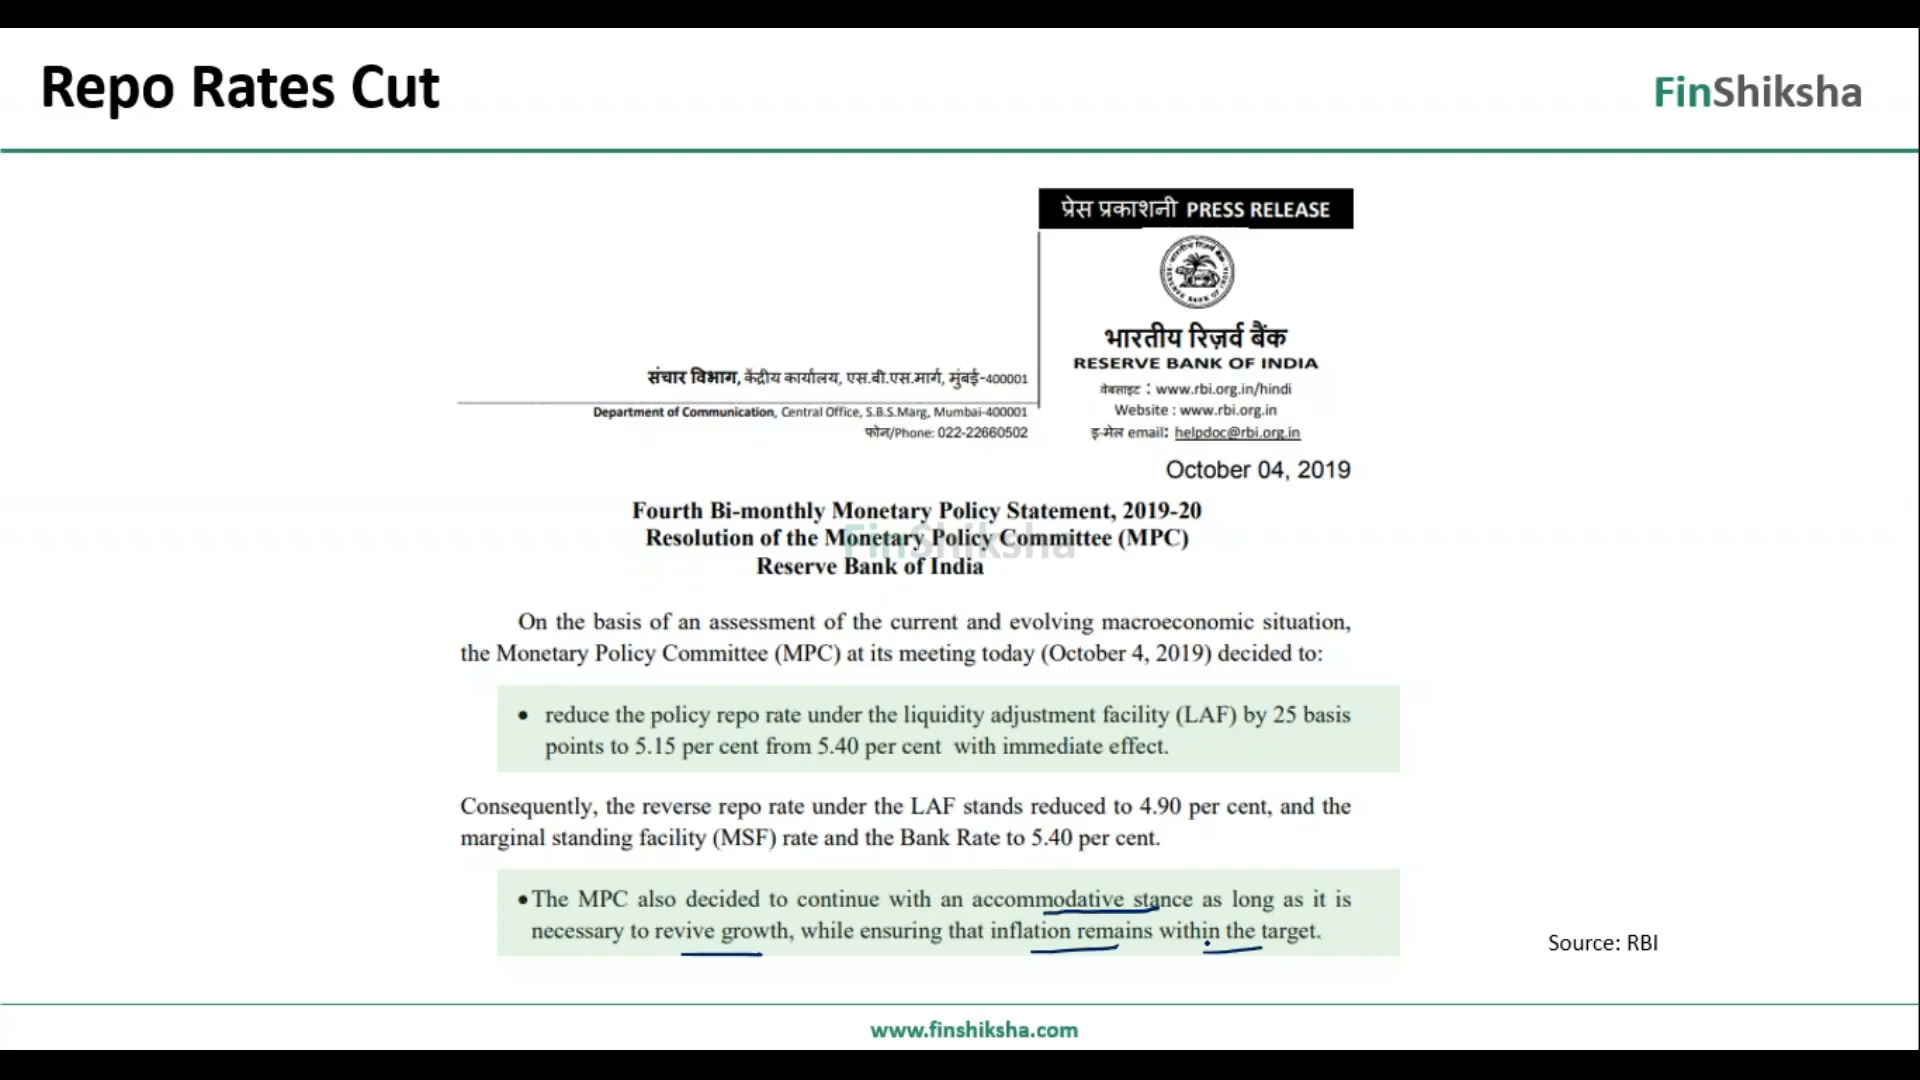 Repo Rates Cut
FinShiksha
प्रेस प्रकाशनी PRESS RELEASE
भारतीय रिज़र्व बैंक
RESERVE BANK OF INDIA
संचार विभाग, केंद्रीय कार्यालय, एस.बी.एस.मार्ग, मुंबई-400001
वेबसाइट : www.rbi.org.in/hindi
Department of Communication, Central Office, S.B.S.Marg, Mumbai-400001
Website : www.rbi.org.in
फोन/Phone: 022-22660502
इ-मेल email: helpdoc@rbi.org.in
October 04, 2019
Fourth Bi-monthly Monetary Policy Statement, 2019-20
Resolution of the Monetary Policy Committee (MPC)
FinShiksha
Reserve Bank of India
On the basis of an assessment of the current and evolving macroeconomic situation,
the Monetary Policy Committee (MPC) at its meeting today (October 4, 2019) decided to:
• reduce the policy repo rate under the liquidity adjustment facility (LAF) by 25 basis
points to 5.15 per cent from 5.40 per cent with immediate effect.
Consequently, the reverse repo rate under the LAF stands reduced to 4.90 per cent, and the
marginal standing facility (MSF) rate and the Bank Rate to 5.40 per cent.
• The MPC also decided to continue with an accommodative stance as long as it is
necessary to revive growth, while ensuring that inflation remains within the target.
Source: RBI
www.finshiksha.com